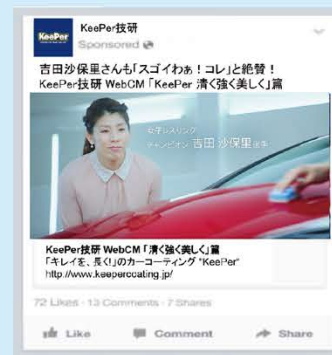 KeePer
KeePer技研
Sponsored
吉田沙保里さんも「スゴイわぁ！コレ」と絶賛！
KeePer技研 WebCM 「KeePer 清く強く美しく」篇
女子レスリング
チャンピオン 吉田 沙保里選手
KeePer技研 WebCM 「清く強く美しく」篇
「キレイを、長く!」のカーコーティング "KeePer"
http://www.keepercoating.jp/
72 Likes · 13 Comments · 7 Shares
Like Comment Share